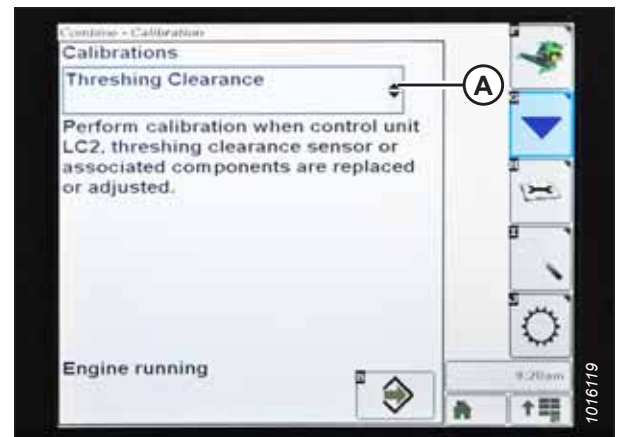 Combine - Calibration
Calibrations
Threshing Clearance
A
Perform calibration when control unit
LC2, threshing clearance sensor or
associated components are replaced
or adjusted.
Engine running
9:20am
1016119